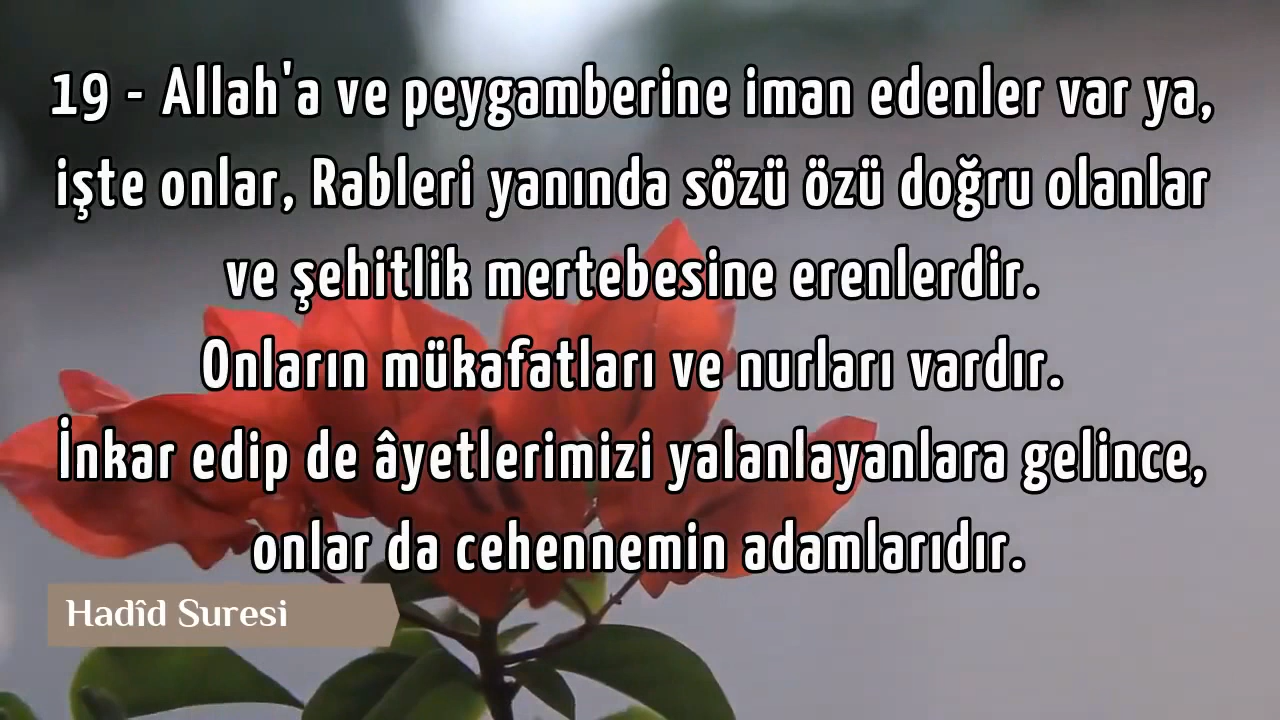 19 - Allah'a ve peygamberine iman edenler var ya,
işte onlar, Rableri yanında sözü özü doğru olanlar
ve şehitlik mertebesine erenlerdir.
Onların mükafatları ve nurları vardır.
İnkar edip de âyetlerimizi yalanlayanlara gelince,
onlar da cehennemin adamlarıdır.
Hadîd Suresi